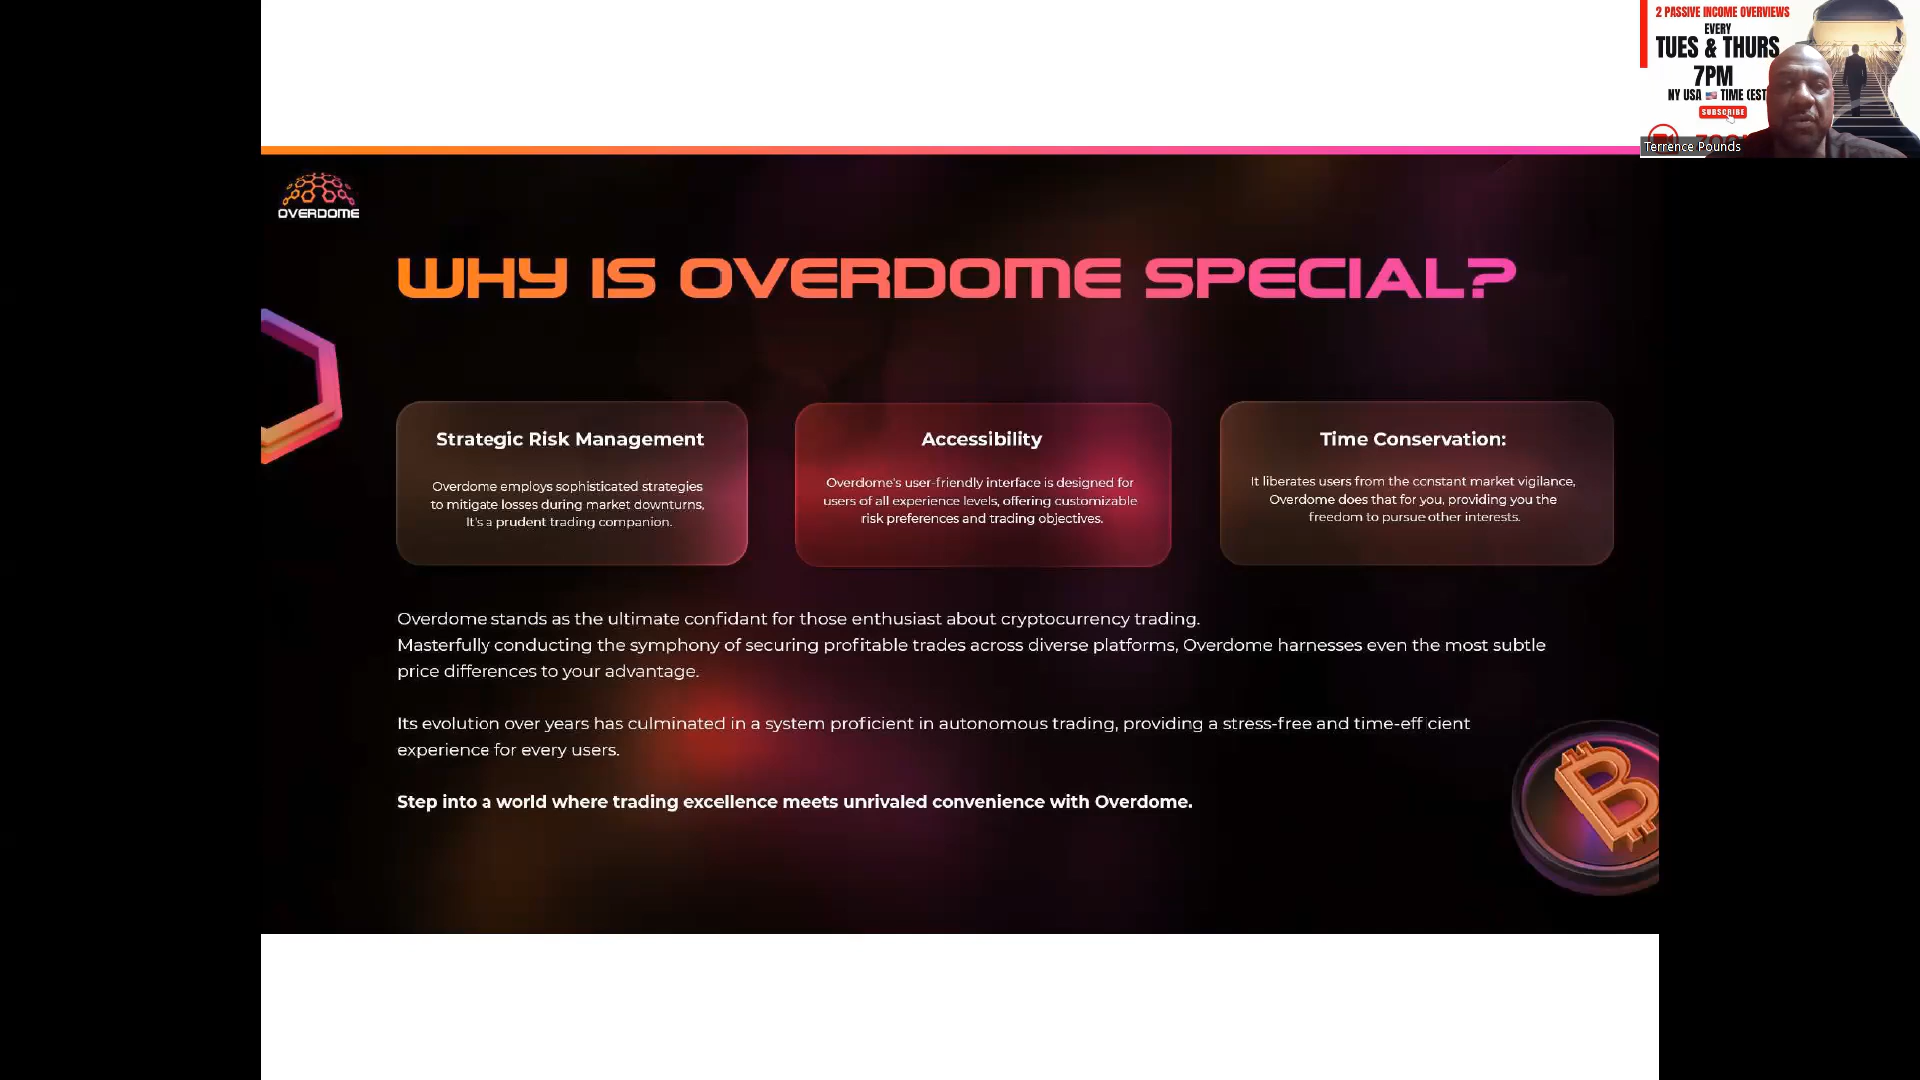 2 PASSIVE INCOME OVERVIEWS
EVERY
TUES & THURS
7PM
NY USA TIME (EST
SUBSCRIBE
Terrence Pounds
OVERDOME
WHY IS OVERDOME SPECIAL?
Strategic Risk Management
Overdome employs sophisticated strategies
to mitigate losses during market downturns,
It's a prudent trading companion.
Accessibility
Overdome's user-friendly interface is designed for
users of all experience levels, offering customizable
risk preferences and trading objectives.
Time Conservation:
It liberates users from the constant market vigilance,
Overdome does that for you, providing you the
freedom to pursue other interests.
Overdome stands as the ultimate confidant for those enthusiast about cryptocurrency trading.
Masterfully conducting the symphony of securing profitable trades across diverse platforms, Overdome harnesses even the most subtle
price differences to your advantage.
Its evolution over years has culminated in a system proficient in autonomous trading, providing a stress-free and time-efficient
experience for every users.
Step into a world where trading excellence meets unrivaled convenience with Overdome.